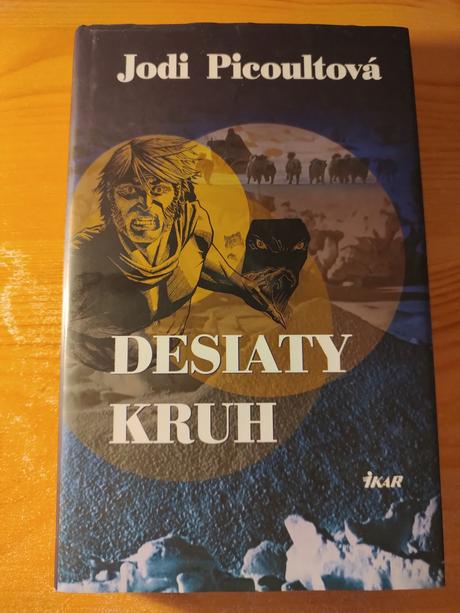 Jodi Picoultová
DESIATY
KRUH
IKAR